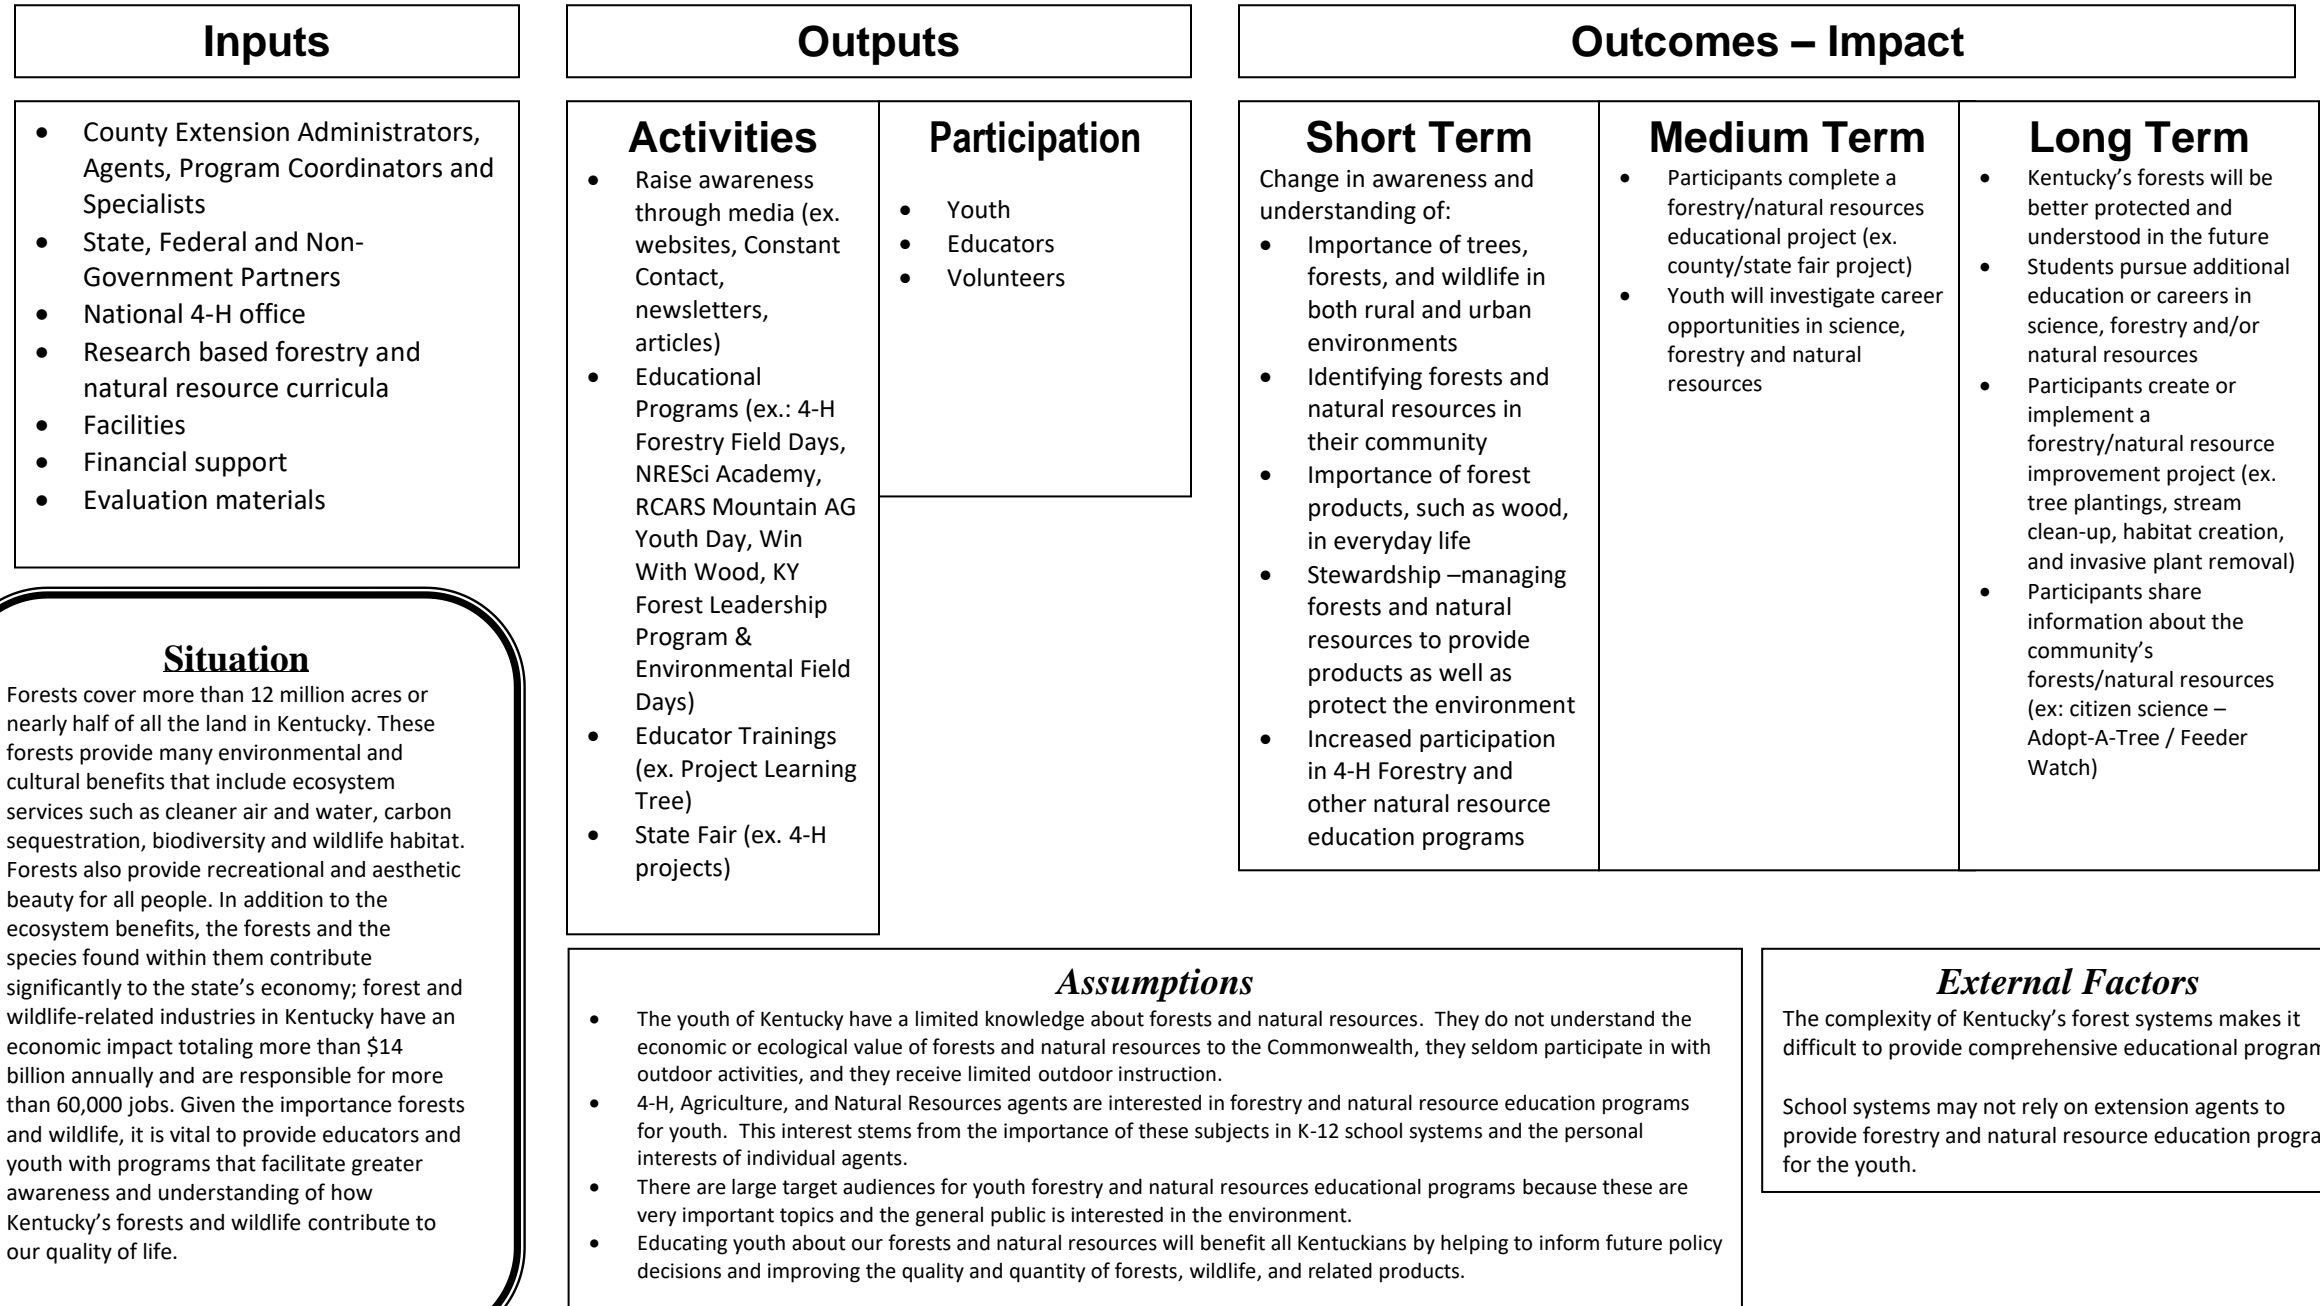 Inputs
• County Extension Administrators,
Agents, Program Coordinators and
Specialists
• State, Federal and Non-
Government Partners
• National 4-H office
• Research based forestry and
natural resource curricula
• Facilities
• Financial support
• Evaluation materials
Situation
Forests cover more than 12 million acres or
nearly half of all the land in Kentucky. These
forests provide many environmental and
cultural benefits that include ecosystem
services such as cleaner air and water, carbon
sequestration, biodiversity and wildlife habitat.
Forests also provide recreational and aesthetic
beauty for all people. In addition to the
ecosystem benefits, the forests and the
species found within them contribute
significantly to the state’s economy; forest and
wildlife-related industries in Kentucky have an
economic impact totaling more than $14
billion annually and are responsible for more
than 60,000 jobs. Given the importance forests
and wildlife, it is vital to provide educators and
youth with programs that facilitate greater
awareness and understanding of how
Kentucky’s forests and wildlife contribute to
our quality of life.
Outputs
Activities
• Raise awareness
through media (ex.
websites, Constant
Contact,
newsletters,
articles)
• Educational
Programs (ex.: 4-H
Forestry Field Days,
NRESci Academy,
RCARS Mountain AG
Youth Day, Win
With Wood, KY
Forest Leadership
Program &
Environmental Field
Days)
• Educator Trainings
(ex. Project Learning
Tree)
• State Fair (ex. 4-H
projects)
Participation
• Youth
• Educators
• Volunteers
Outcomes – Impact
Short Term
Change in awareness and
understanding of:
• Importance of trees,
forests, and wildlife in
both rural and urban
environments
• Identifying forests and
natural resources in
their community
• Importance of forest
products, such as wood,
in everyday life
• Stewardship –managing
forests and natural
resources to provide
products as well as
protect the environment
• Increased participation
in 4-H Forestry and
other natural resource
education programs
Medium Term
• Participants complete a
forestry/natural resources
educational project (ex.
county/state fair project)
• Youth will investigate career
opportunities in science,
forestry and natural
resources
Long Term
• Kentucky’s forests will be
better protected and
understood in the future
• Students pursue additional
education or careers in
science, forestry and/or
natural resources
• Participants create or
implement a
forestry/natural resource
improvement project (ex.
tree plantings, stream
clean-up, habitat creation,
and invasive plant removal)
• Participants share
information about the
community’s
forests/natural resources
(ex: citizen science –
Adopt-A-Tree / Feeder
Watch)
Assumptions
• The youth of Kentucky have a limited knowledge about forests and natural resources. They do not understand the
economic or ecological value of forests and natural resources to the Commonwealth, they seldom participate in with
outdoor activities, and they receive limited outdoor instruction.
• 4-H, Agriculture, and Natural Resources agents are interested in forestry and natural resource education programs
for youth. This interest stems from the importance of these subjects in K-12 school systems and the personal
interests of individual agents.
• There are large target audiences for youth forestry and natural resources educational programs because these are
very important topics and the general public is interested in the environment.
• Educating youth about our forests and natural resources will benefit all Kentuckians by helping to inform future policy
decisions and improving the quality and quantity of forests, wildlife, and related products.
External Factors
The complexity of Kentucky’s forest systems makes it
difficult to provide comprehensive educational
School systems may not rely on extension agents to
provide forestry and natural resource education
for the youth.